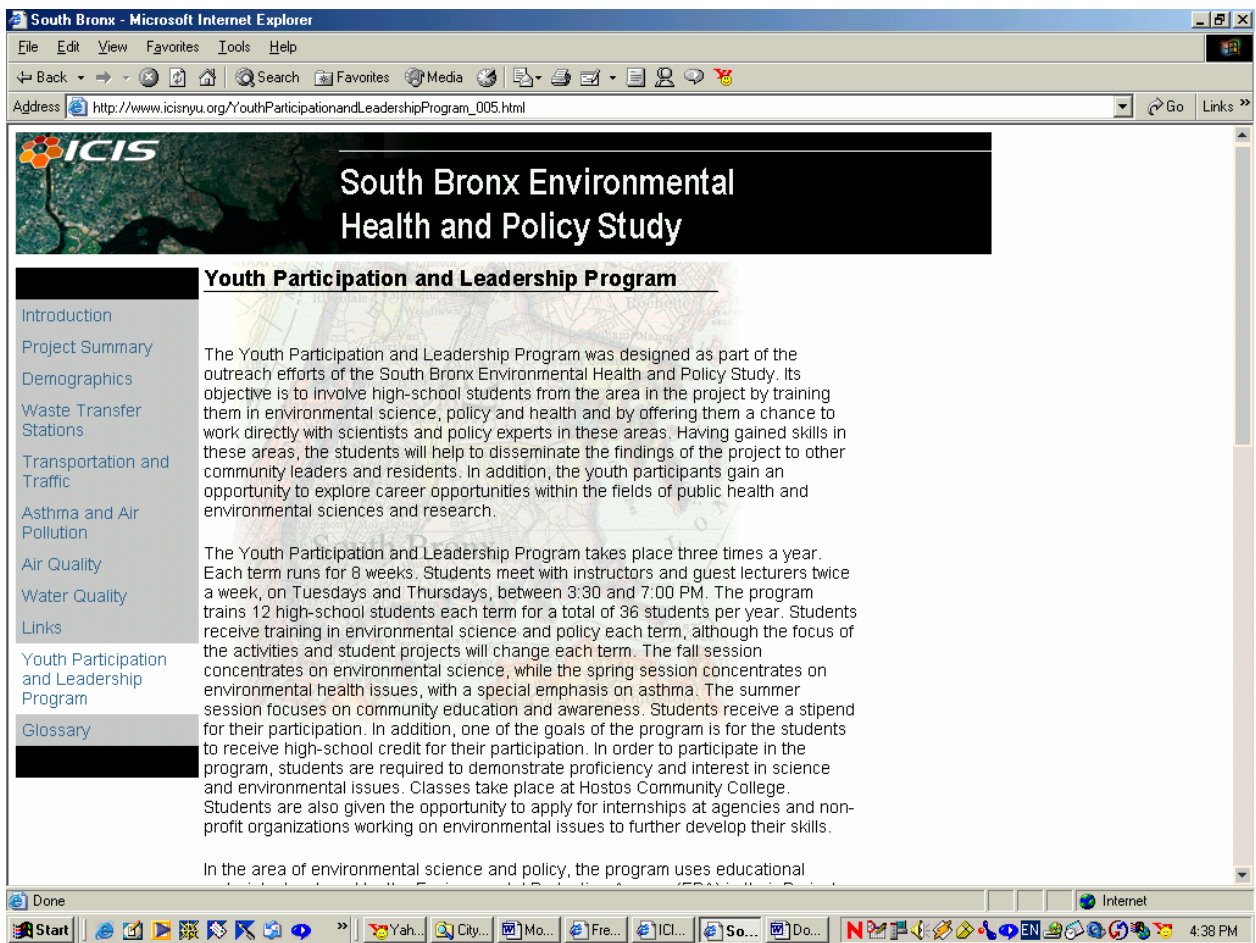 South Bronx - Microsoft Internet Explorer
File Edit View Favorites Tools Help
Back Search Favorites Media
Address http://www.icisnyu.org/YouthParticipationandLeadershipProgram_005.html Go Links »
ICIS
South Bronx Environmental
Health and Policy Study
Introduction
Project Summary
Demographics
Waste Transfer
Stations
Transportation and
Traffic
Asthma and Air
Pollution
Air Quality
Water Quality
Links
Youth Participation
and Leadership
Program
Glossary
Youth Participation and Leadership Program
The Youth Participation and Leadership Program was designed as part of the
outreach efforts of the South Bronx Environmental Health and Policy Study. Its
objective is to involve high-school students from the area in the project by training
them in environmental science, policy and health and by offering them a chance to
work directly with scientists and policy experts in these areas. Having gained skills in
these areas, the students will help to disseminate the findings of the project to other
community leaders and residents. In addition, the youth participants gain an
opportunity to explore career opportunities within the fields of public health and
environmental sciences and research.
South Bronx
The Youth Participation and Leadership Program takes place three times a year.
Each term runs for 8 weeks. Students meet with instructors and guest lecturers twice
a week, on Tuesdays and Thursdays, between 3:30 and 7:00 PM. The program
trains 12 high-school students each term for a total of 36 students per year. Students
receive training in environmental science and policy each term, although the focus of
the activities and student projects will change each term. The fall session
concentrates on environmental science, while the spring session concentrates on
environmental health issues, with a special emphasis on asthma. The summer
session focuses on community education and awareness. Students receive a stipend
for their participation. In addition, one of the goals of the program is for the students
to receive high-school credit for their participation. In order to participate in the
program, students are required to demonstrate proficiency and interest in science
and environmental issues. Classes take place at Hostos Community College.
Students are also given the opportunity to apply for internships at agencies and non-
profit organizations working on environmental issues to further develop their skills.
In the area of environmental science and policy, the program uses educational
Done Internet
Start » Yah... City... Mo... Fre... ICI... So... Do... N EN 4:38 PM